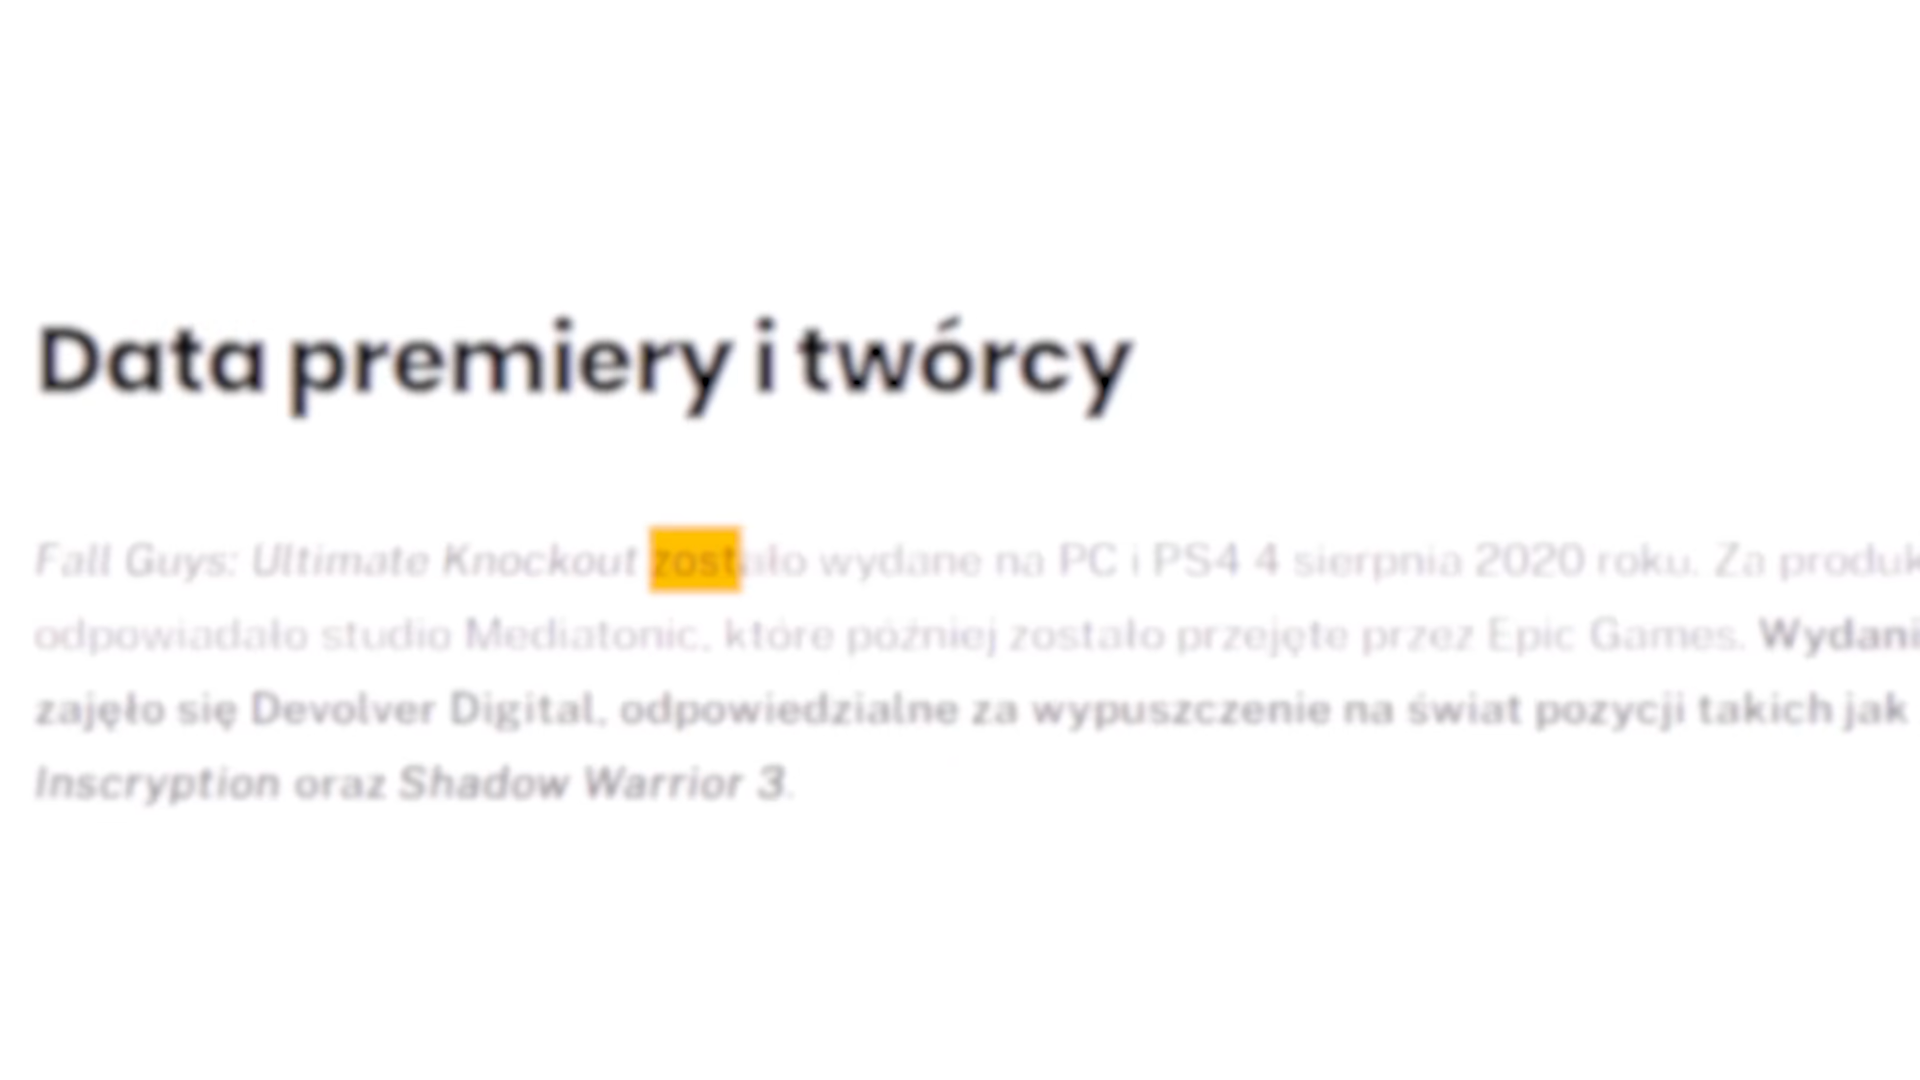 Data premiery i twórcy
Fall Guys: Ultimate Knockout zostało wydane na PC i PS4 4 sierpnia 2020 roku. Za produk
odpowiadało studio Mediatonic, które później zostało przejęte przez Epic Games. Wydani
zajęło się Devolver Digital, odpowiedzialne za wypuszczenie na świat pozycji takich jak
Inscryption oraz Shadow Warrior 3.